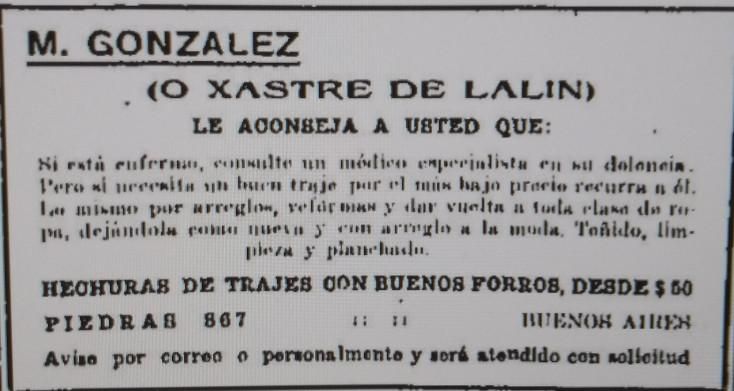 M. GONZALEZ
(O XASTRE DE LALIN)
LE ACONSEJA A USTED QUE:
Si está enfermo, consulte un médico especialista en su dolencia.
Pero si necesita un buen traje por el más bajo precio recurra a él.
Lo mismo por arreglos, reformas y dar vuelta a toda clase de ro-
pa, dejándola como nueva y con arreglo a la moda. Teñido, lim-
pieza y planchado.
HECHURAS DE TRAJES CON BUENOS FORROS, DESDE $ 50
PIEDRAS 867 :: :: BUENOS AIRES
Avise por correo o personalmente y será atendido con solicitud